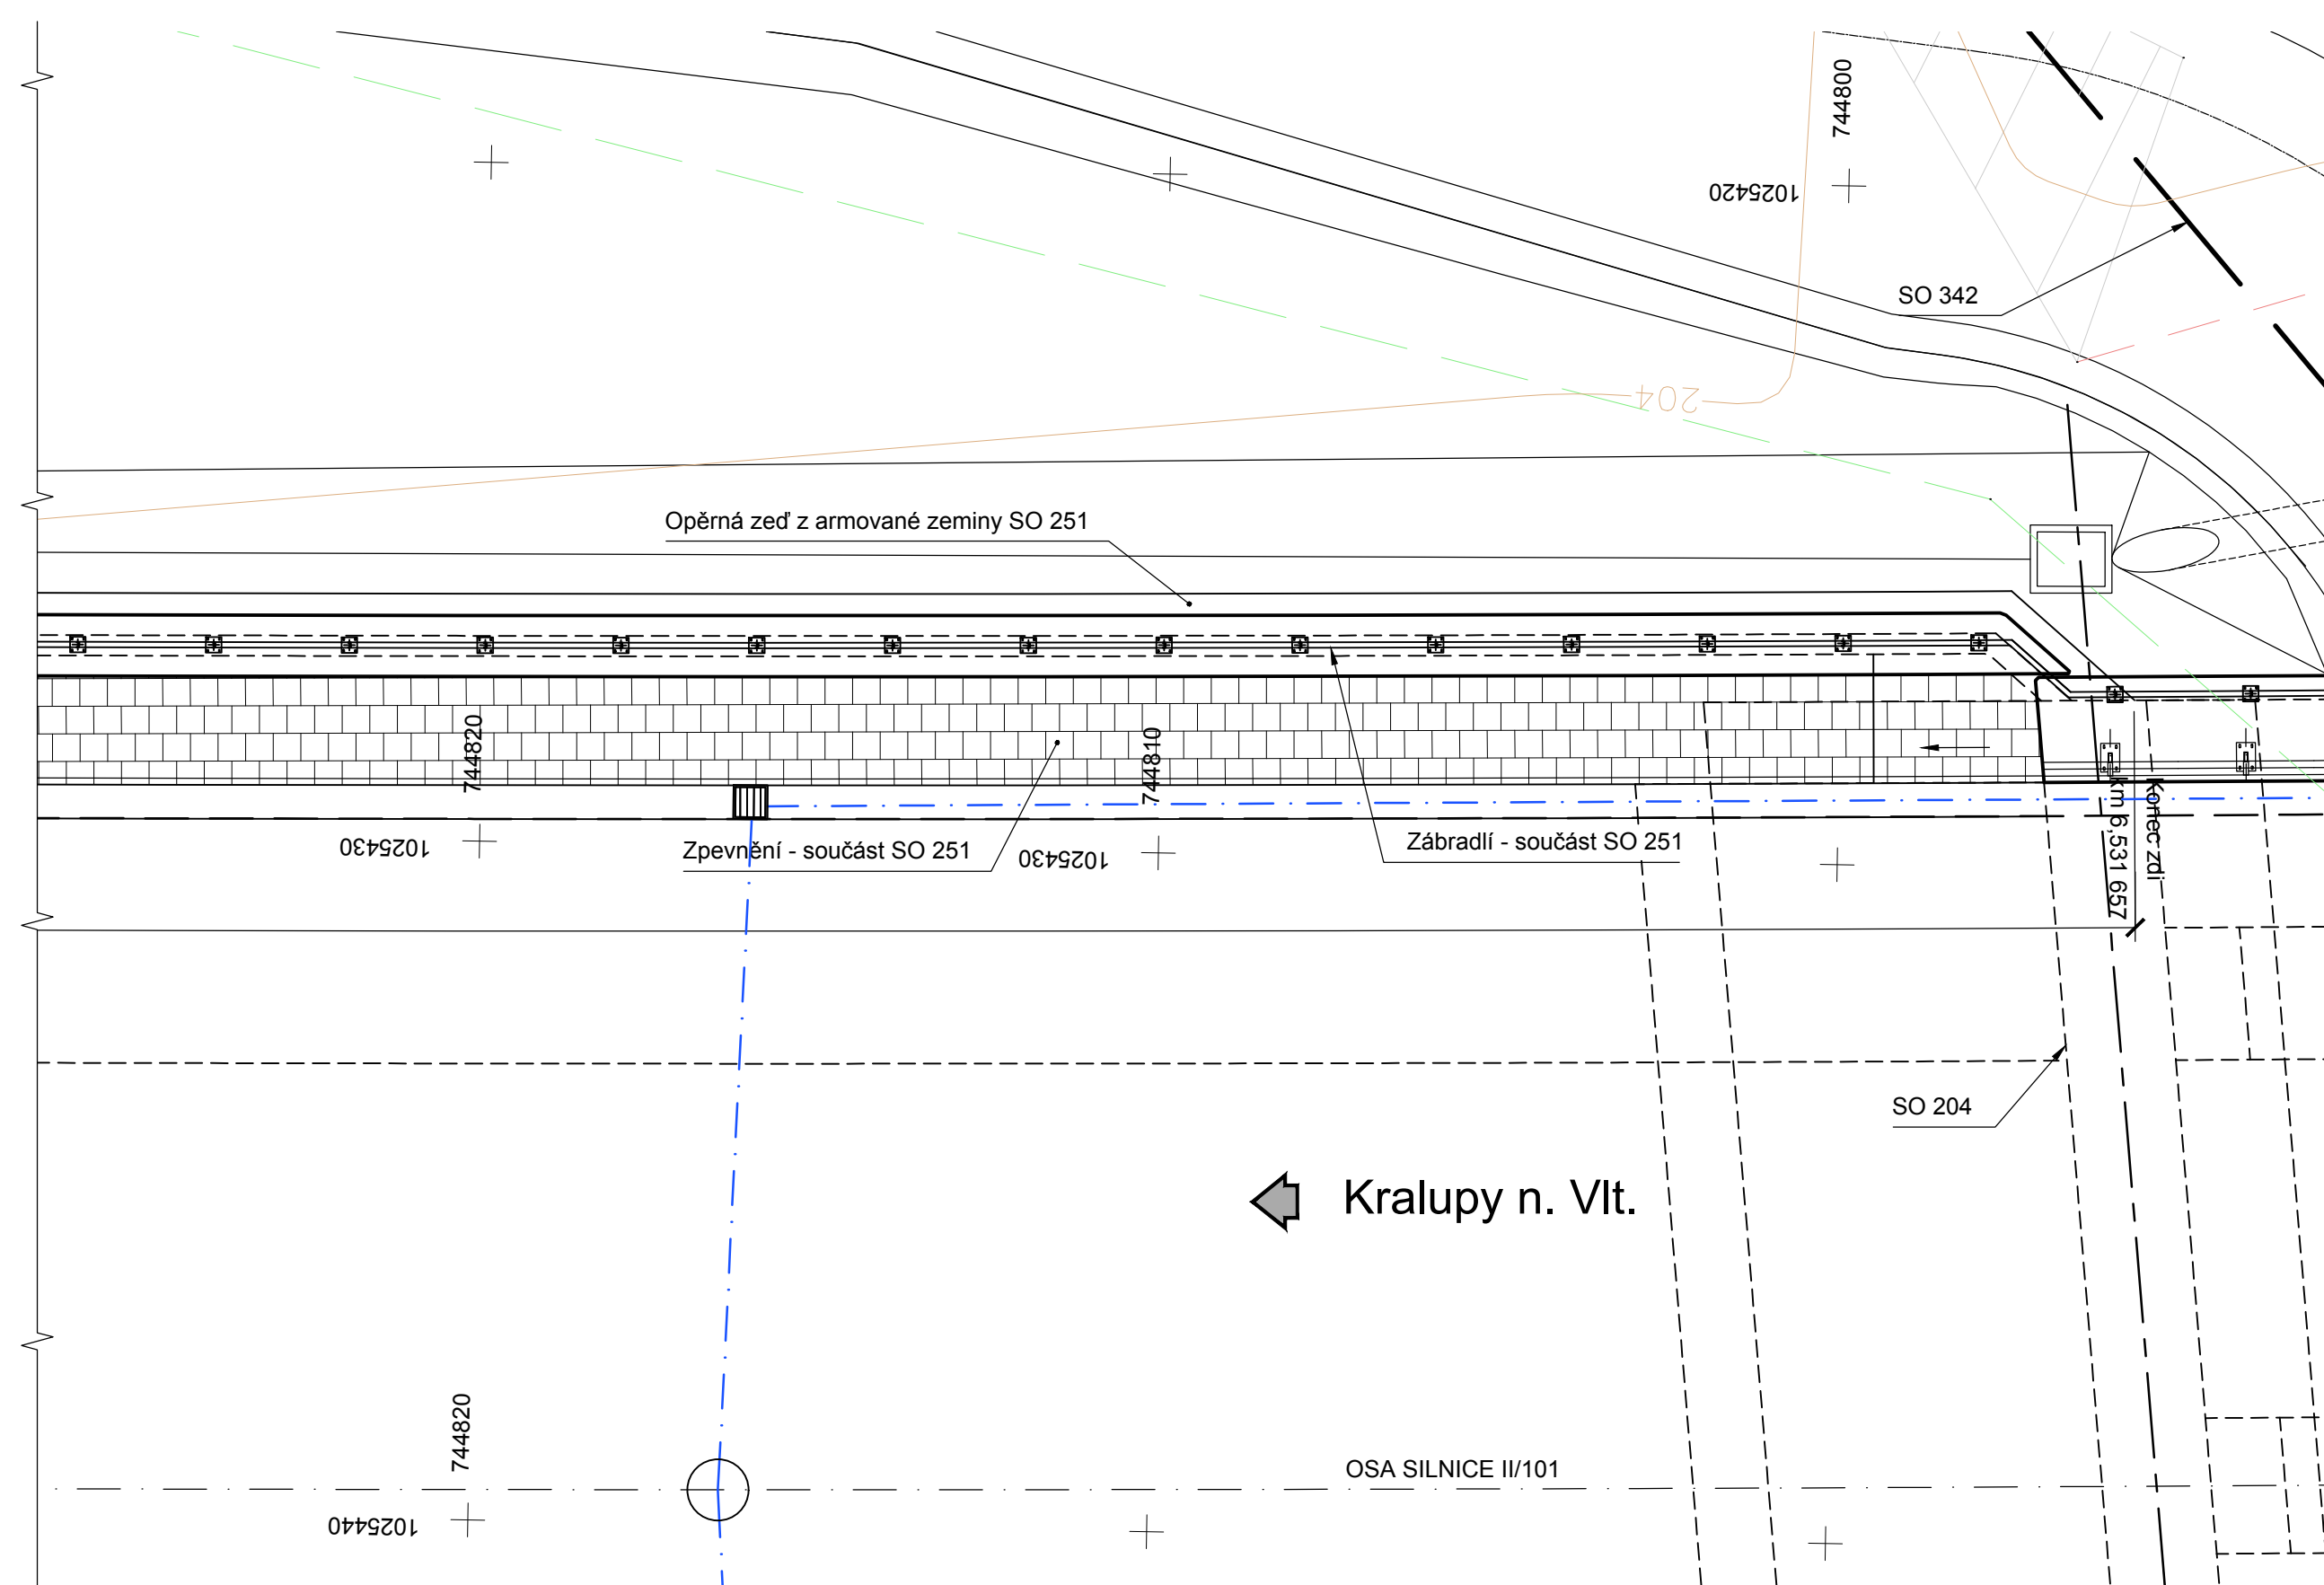 744800
1025420
SO 342
204
Opěrná zeď z armované zeminy SO 251
744820
744810
1025430
Zpevnění - součást SO 251
1025430
Zábradlí - součást SO 251
Km 6,531 657
Konec zdi
SO 204
Kralupy n. Vlt.
744820
OSA SILNICE II/101
1025440